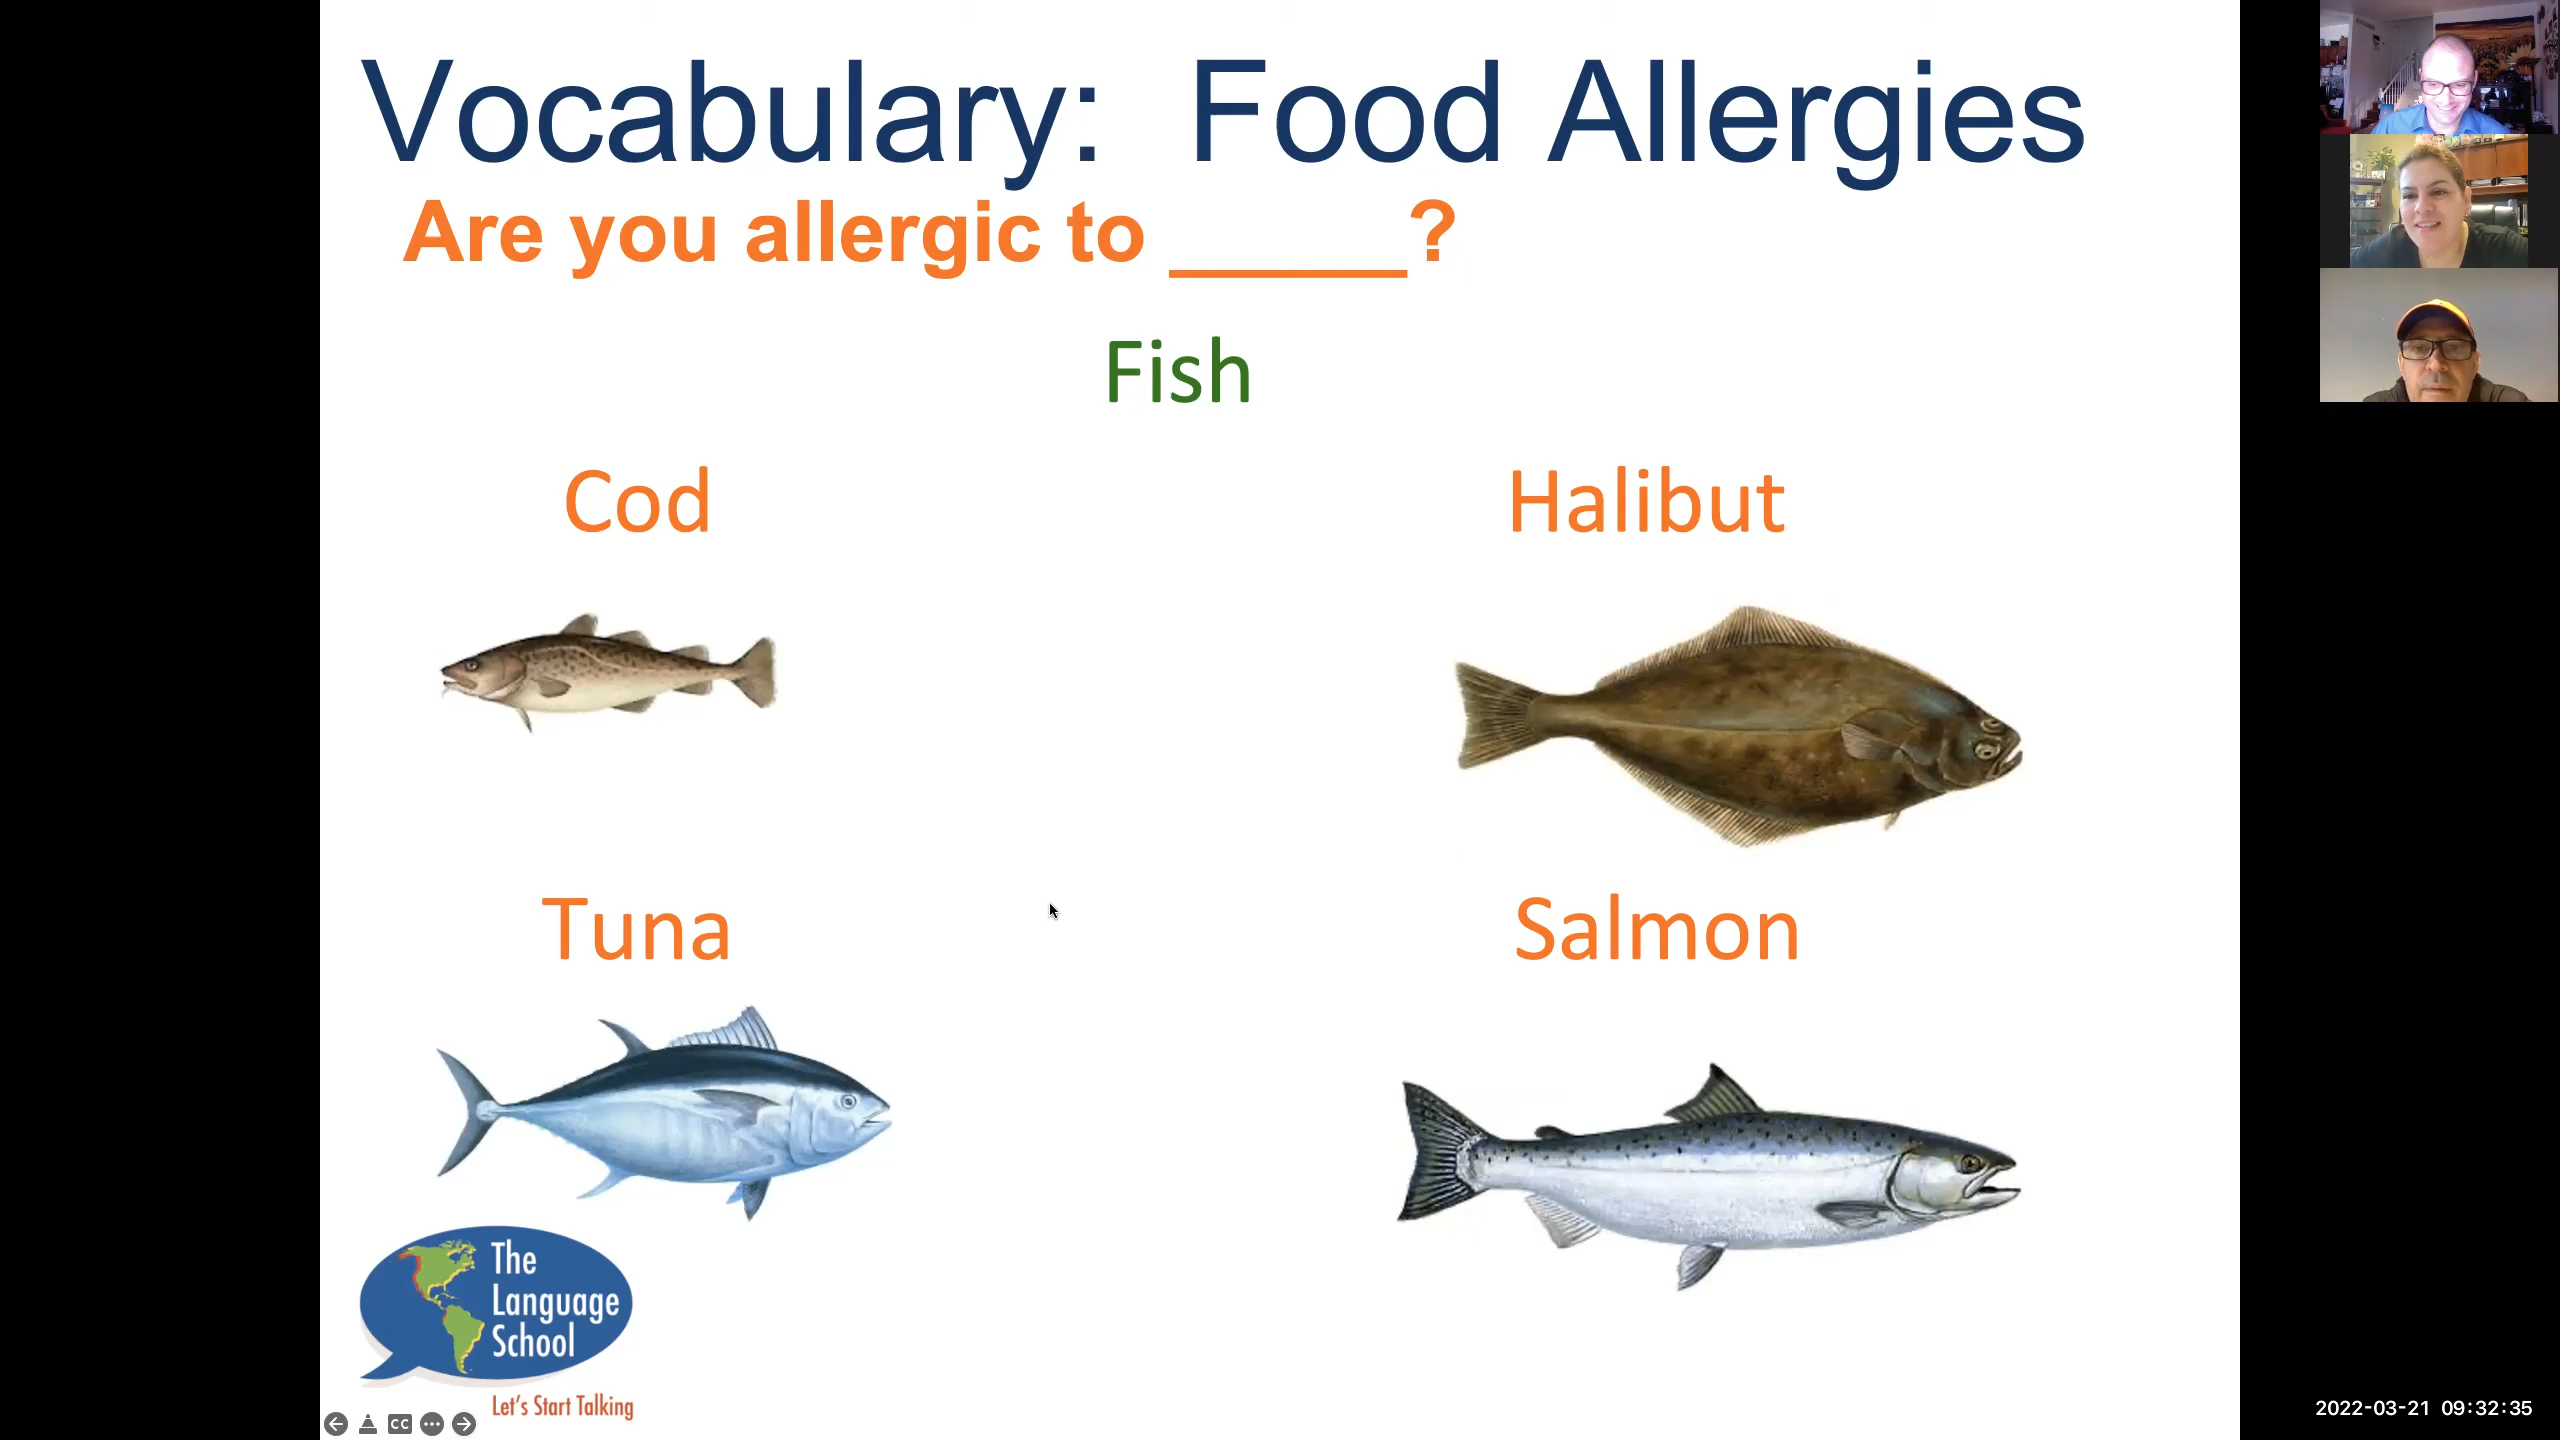 Vocabulary:  Food Allergies
Are you allergic to _____?
Fish
Cod
Halibut
Tuna
Salmon
The
Language
School
Let's Start Talking
CC
2022-03-21 09:32:35